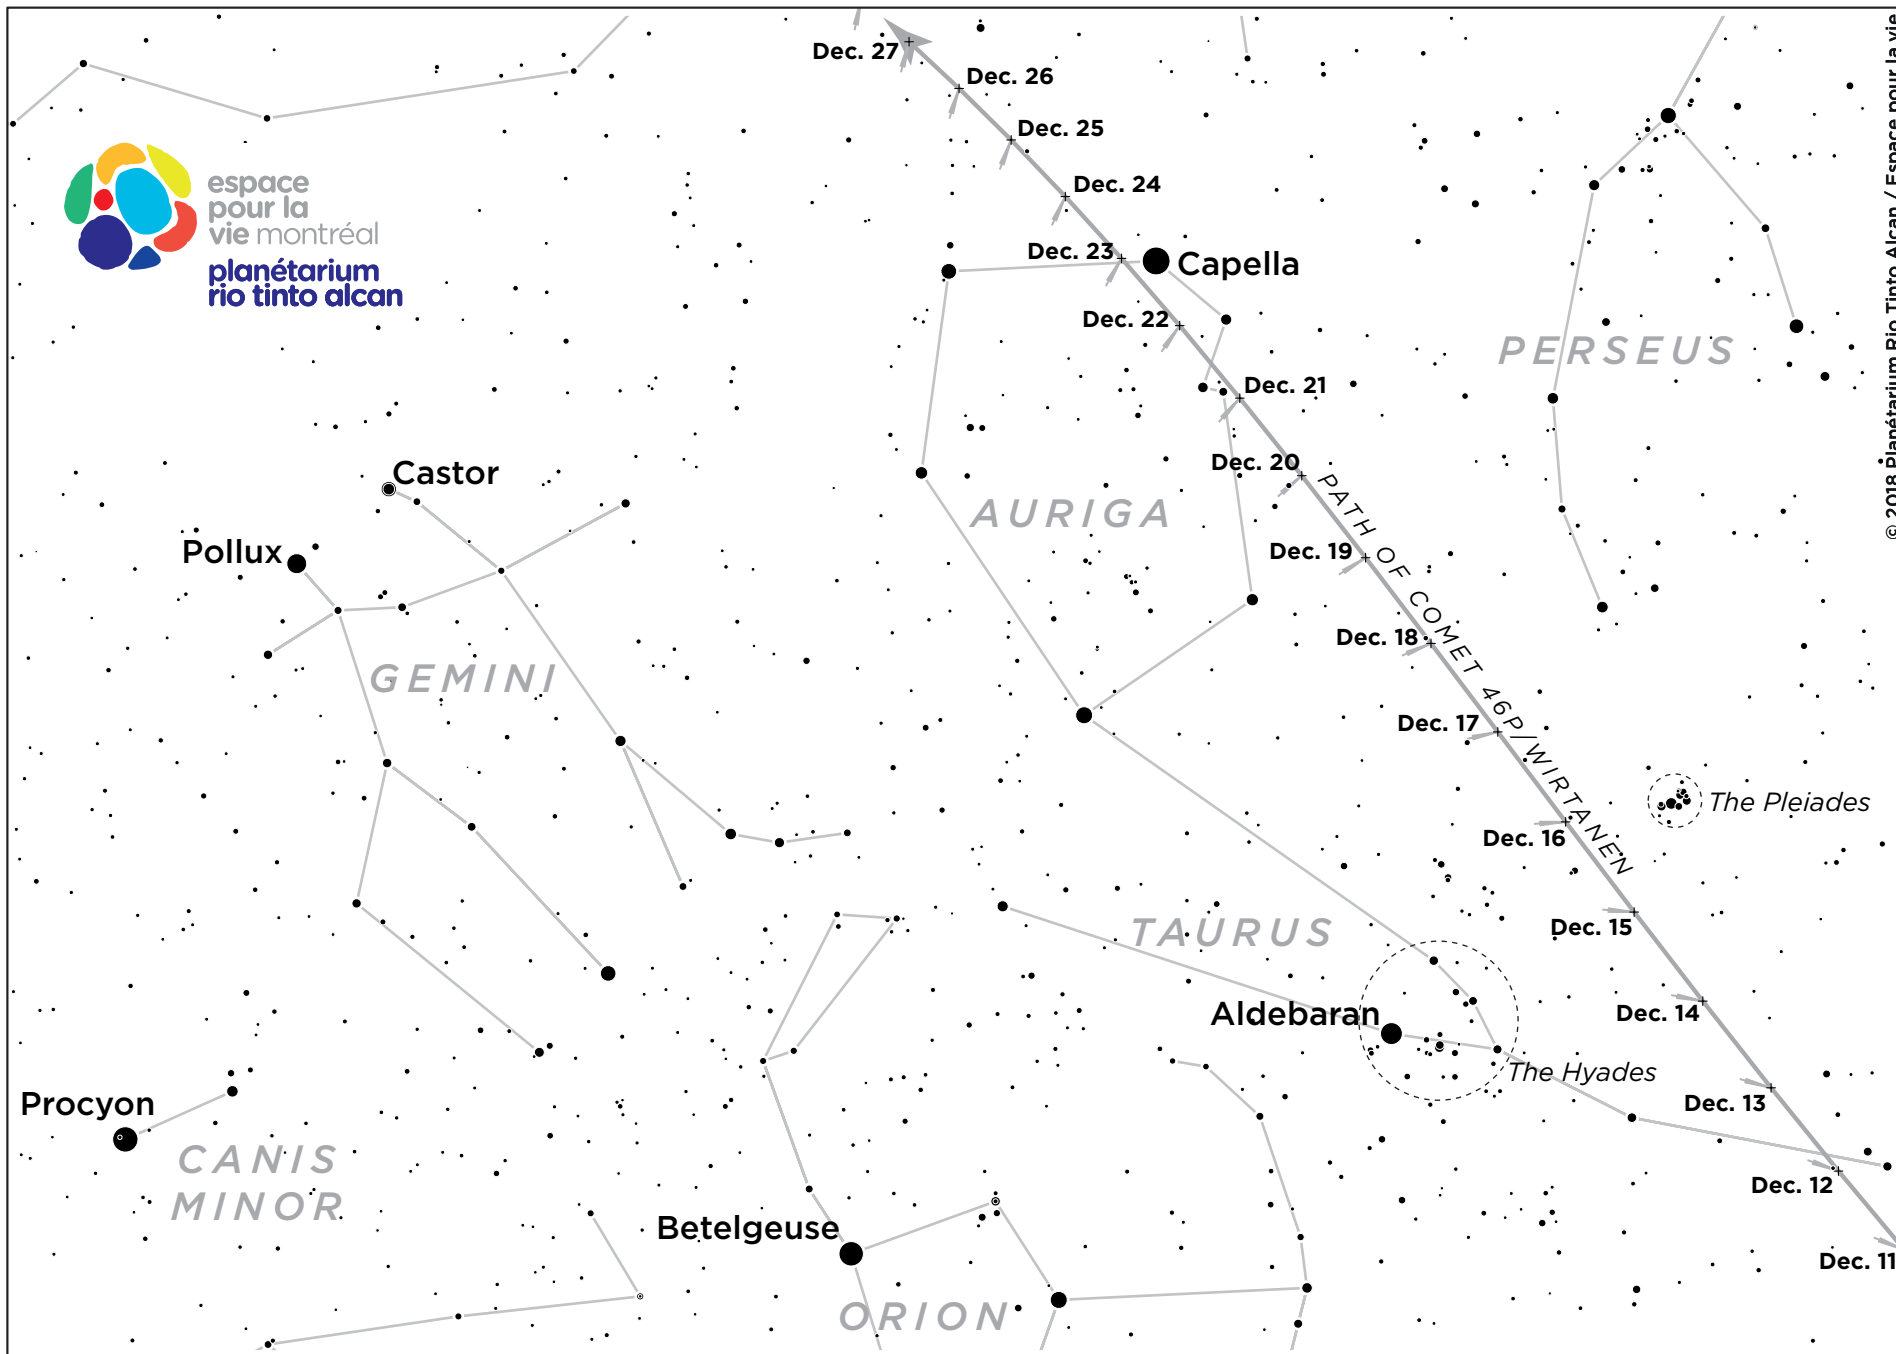 Dec. 27
Dec. 26
Dec. 25
Dec. 24
Dec. 23
Capella
Dec. 22
Dec. 21
Dec. 20
Dec. 19
Dec. 18
Dec. 17
Dec. 16
Dec. 15
Dec. 14
Dec. 13
Dec. 12
Dec. 11
PATH OF COMET 46P/WIRTANEN
espace
pour la
vie montréal
planétarium
rio tinto alcan
PERSEUS
AURIGA
Castor
Pollux
GEMINI
The Pleiades
TAURUS
Aldebaran
The Hyades
Procyon
CANIS
MINOR
Betelgeuse
ORION
© 2018 Planétarium Rio Tinto Alcan / Espace pour la vie